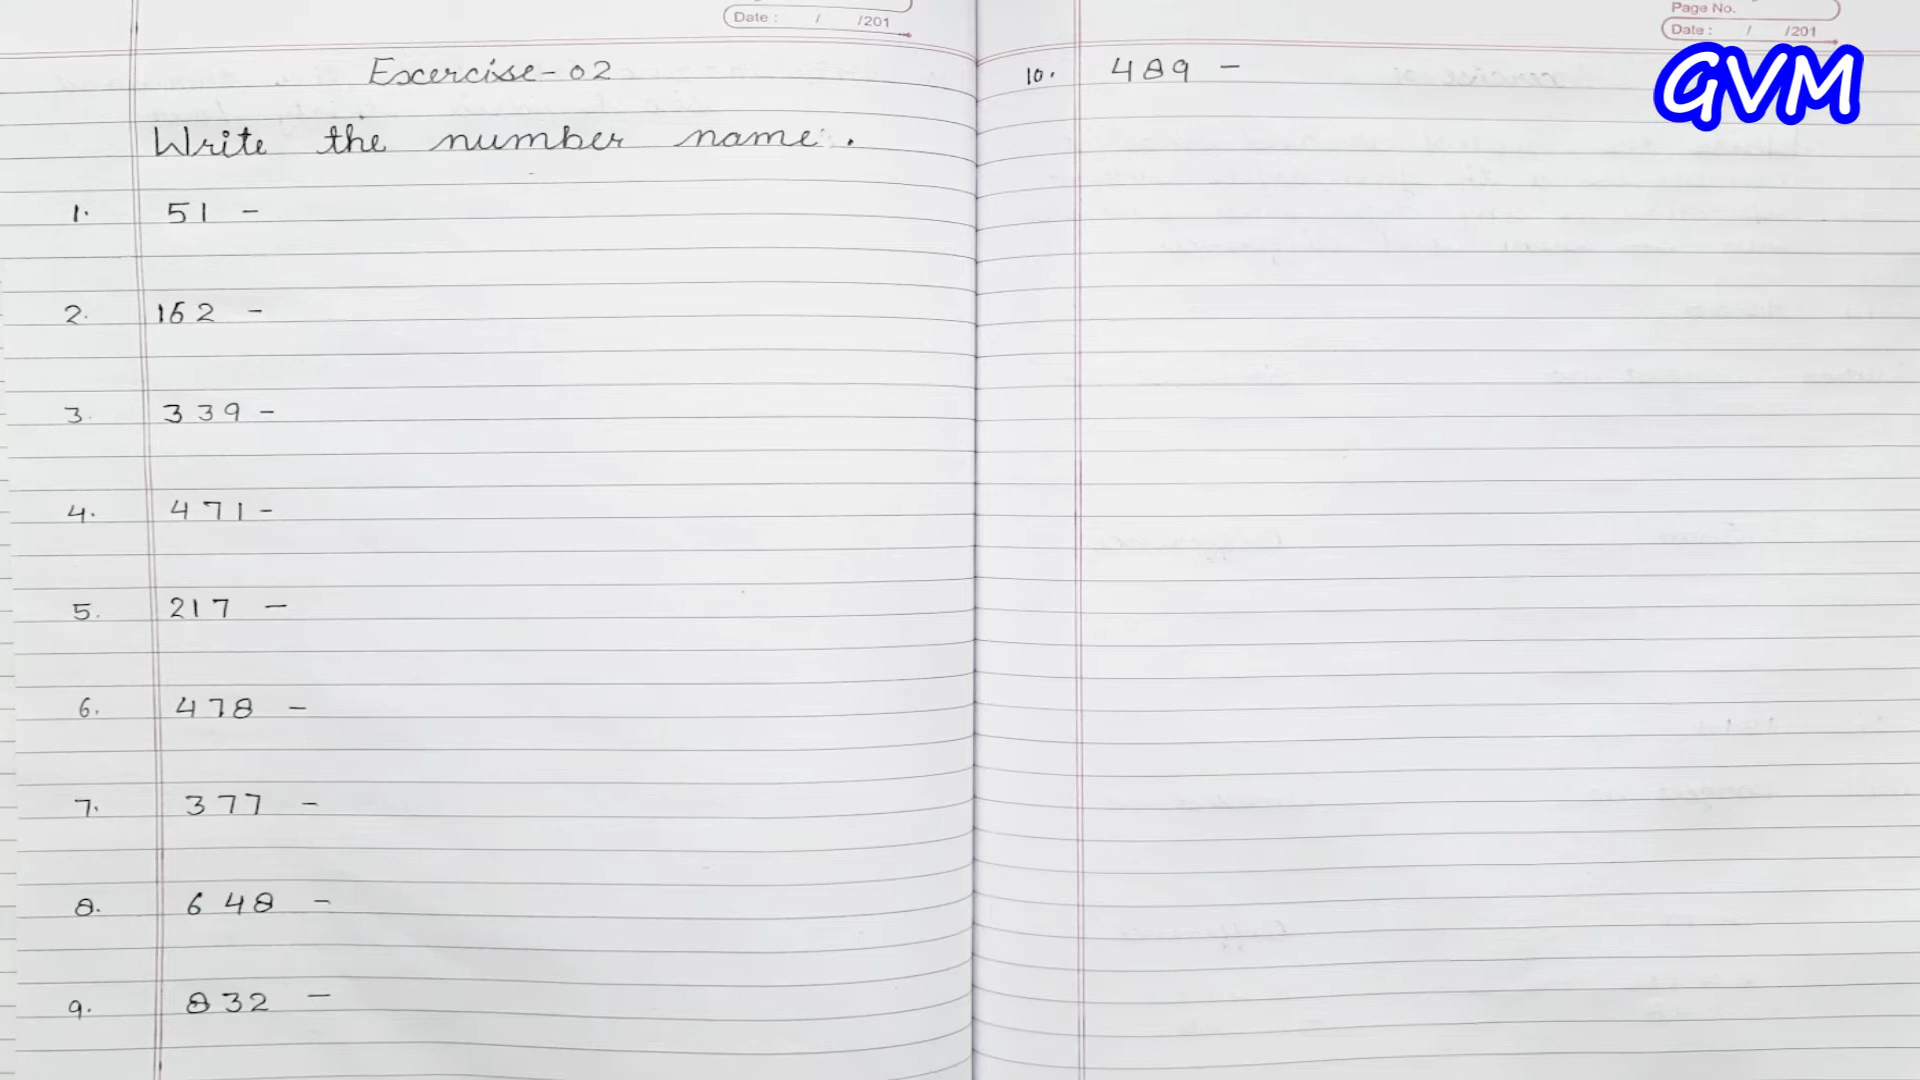 Date : / /201
Excercise-02
Write the number name.
1. 51 -
2. 162 -
3. 339 -
4. 471 -
5. 217 -
6. 478 -
7. 377 -
8. 648 -
9. 832 -
Page No.
Date : / /201
GVM
10. 489 -